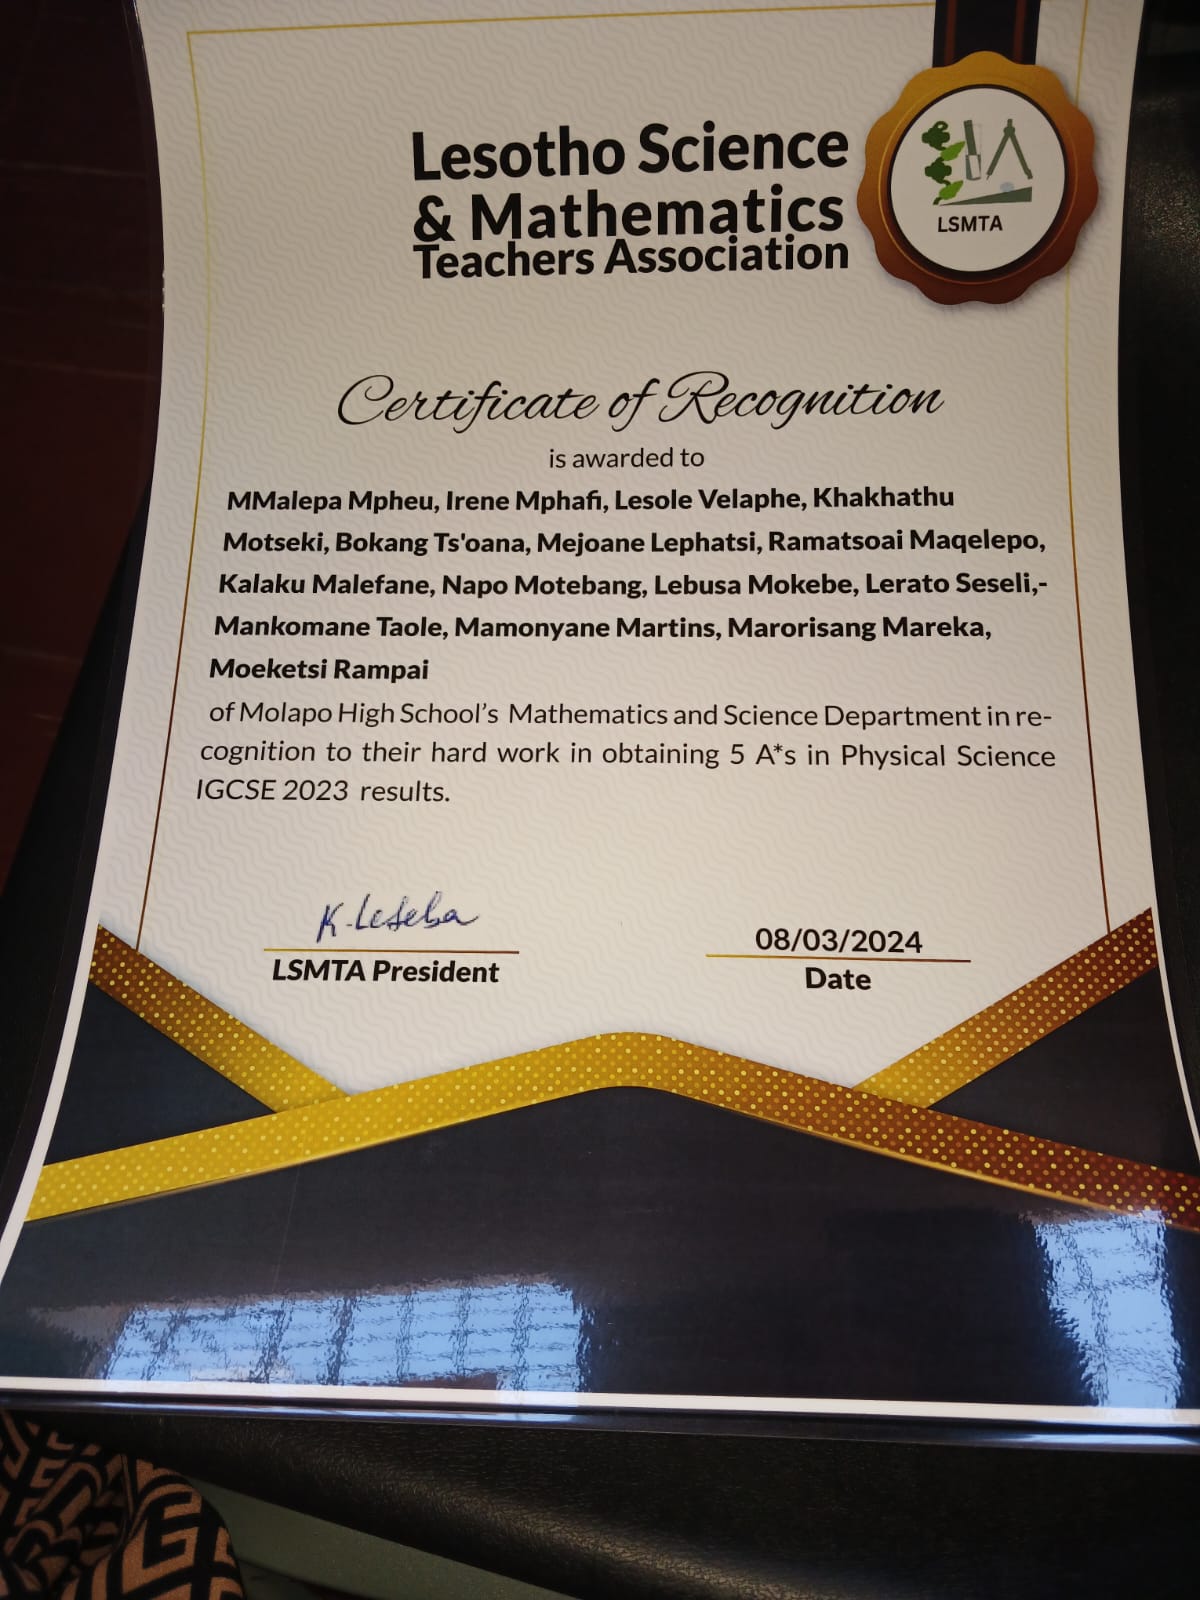 Lesotho Science
& Mathematics
Teachers Association
LSMTA
Certificate of Recognition
is awarded to
MMalepa Mpheu, Irene Mphafi, Lesole Velaphe, Khakhathu
Motseki, Bokang Ts'oana, Mejoane Lephatsi, Ramatsoai Maqelepo,
Kalaku Malefane, Napo Motebang, Lebusa Mokebe, Lerato Seseli,-
Mankomane Taole, Mamonyane Martins, Marorisang Mareka,
Moeketsi Rampai
of Molapo High School’s Mathematics and Science Department in re-
cognition to their hard work in obtaining 5 A*s in Physical Science
IGCSE 2023 results.
K. Leseba
LSMTA President
08/03/2024
Date